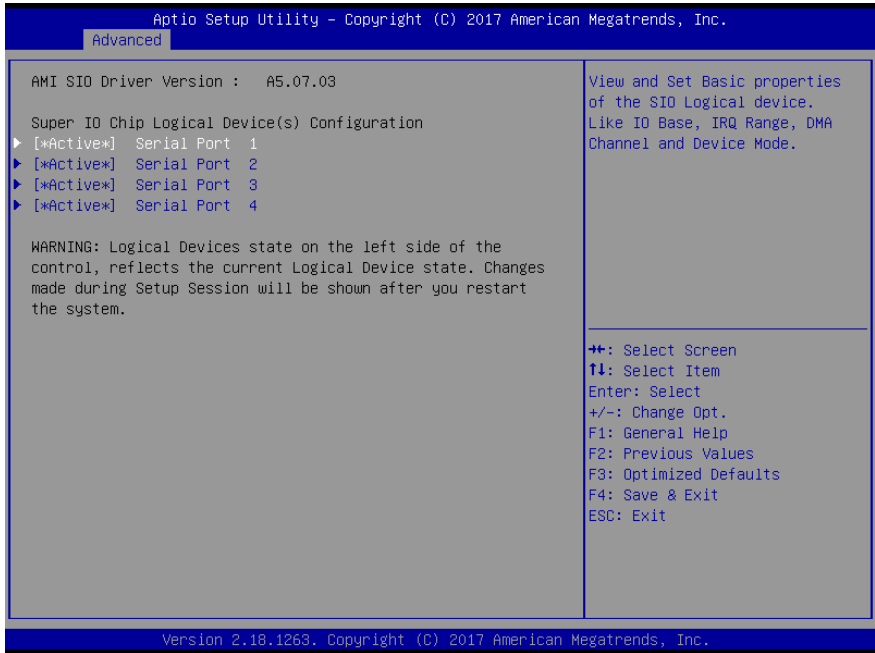 Aptio Setup Utility – Copyright (C) 2017 American Megatrends, Inc.
Advanced
AMI SIO Driver Version :   A5.07.03
Super IO Chip Logical Device(s) Configuration
[*Active*]  Serial Port  1
[*Active*]  Serial Port  2
[*Active*]  Serial Port  3
[*Active*]  Serial Port  4
WARNING: Logical Devices state on the left side of the
control, reflects the current Logical Device state. Changes
made during Setup Session will be shown after you restart
the system.
View and Set Basic properties
of the SIO Logical device.
Like IO Base, IRQ Range, DMA
Channel and Device Mode.
→←: Select Screen
↑↓: Select Item
Enter: Select
+/-: Change Opt.
F1: General Help
F2: Previous Values
F3: Optimized Defaults
F4: Save & Exit
ESC: Exit
Version 2.18.1263. Copyright (C) 2017 American Megatrends, Inc.